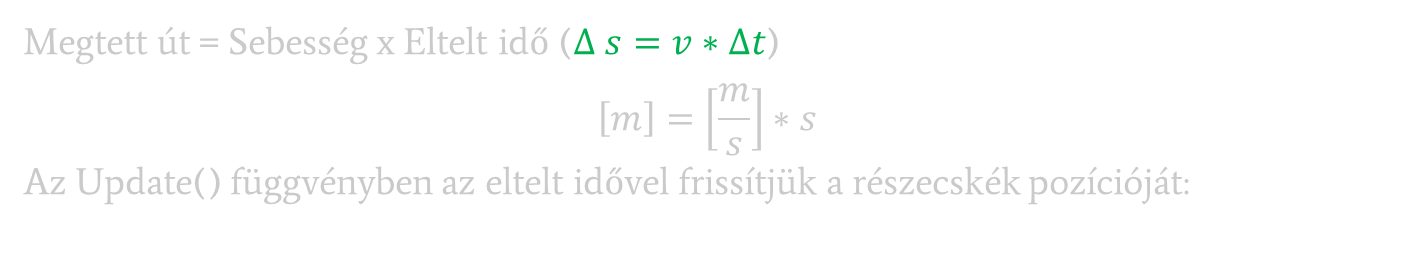 Megtett út = Sebesség x Eltelt idő (Δ s = v ∗ Δt)
[m] = [m/s] ∗ s
Az Update() függvényben az eltelt idővel frissítjük a részecskék pozícióját: